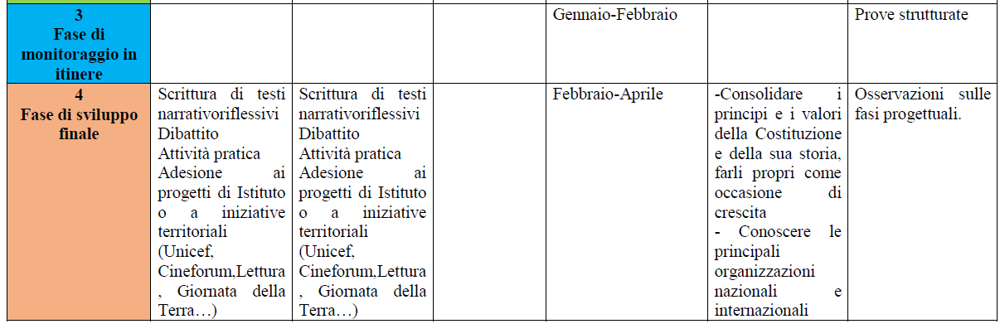 3
Fase di
monitoraggio in
itinere
Gennaio-Febbraio
Prove strutturate
4
Fase di sviluppo
finale
Scrittura di testi
narrativoriflessivi
Dibattito
Attività pratica
Adesione ai
progetti di Istituto
o a iniziative
territoriali
(Unicef,
Cineforum,Lettura
, Giornata della
Terra…)
Scrittura di testi
narrativoriflessivi
Dibattito
Attività pratica
Adesione ai
progetti di Istituto
o a iniziative
territoriali
(Unicef,
Cineforum,Lettura
, Giornata della
Terra…)
Febbraio-Aprile
-Consolidare i
principi e i valori
della Costituzione
e della sua storia,
farli propri come
occasione di
crescita
- Conoscere le
principali
organizzazioni
nazionali e
internazionali
Osservazioni sulle
fasi progettuali.